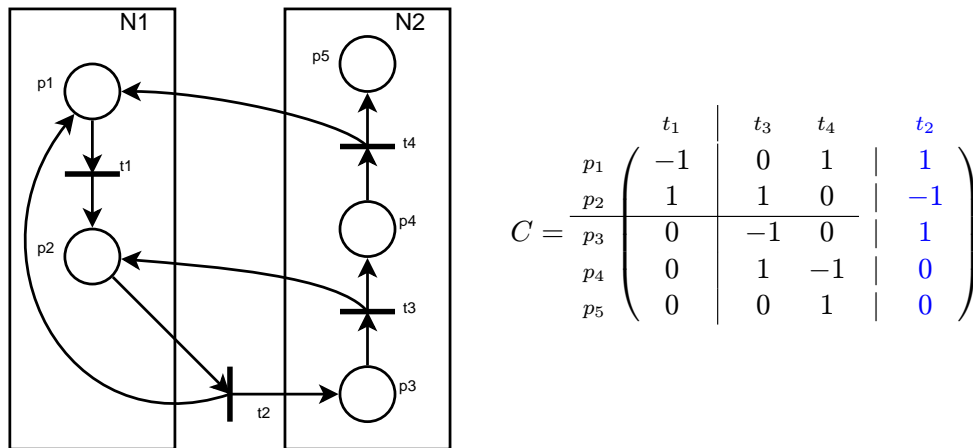 N1
N2
p5
p1
t4
t1
p4
p2
t3
p3
t2
t₁ | t₃ t₄ t₂
p₁ −1 0 1 | 1
p₂ 1 1 0 | −1
C = p₃ 0 −1 0 | 1
p₄ 0 1 −1 | 0
p₅ 0 0 1 | 0